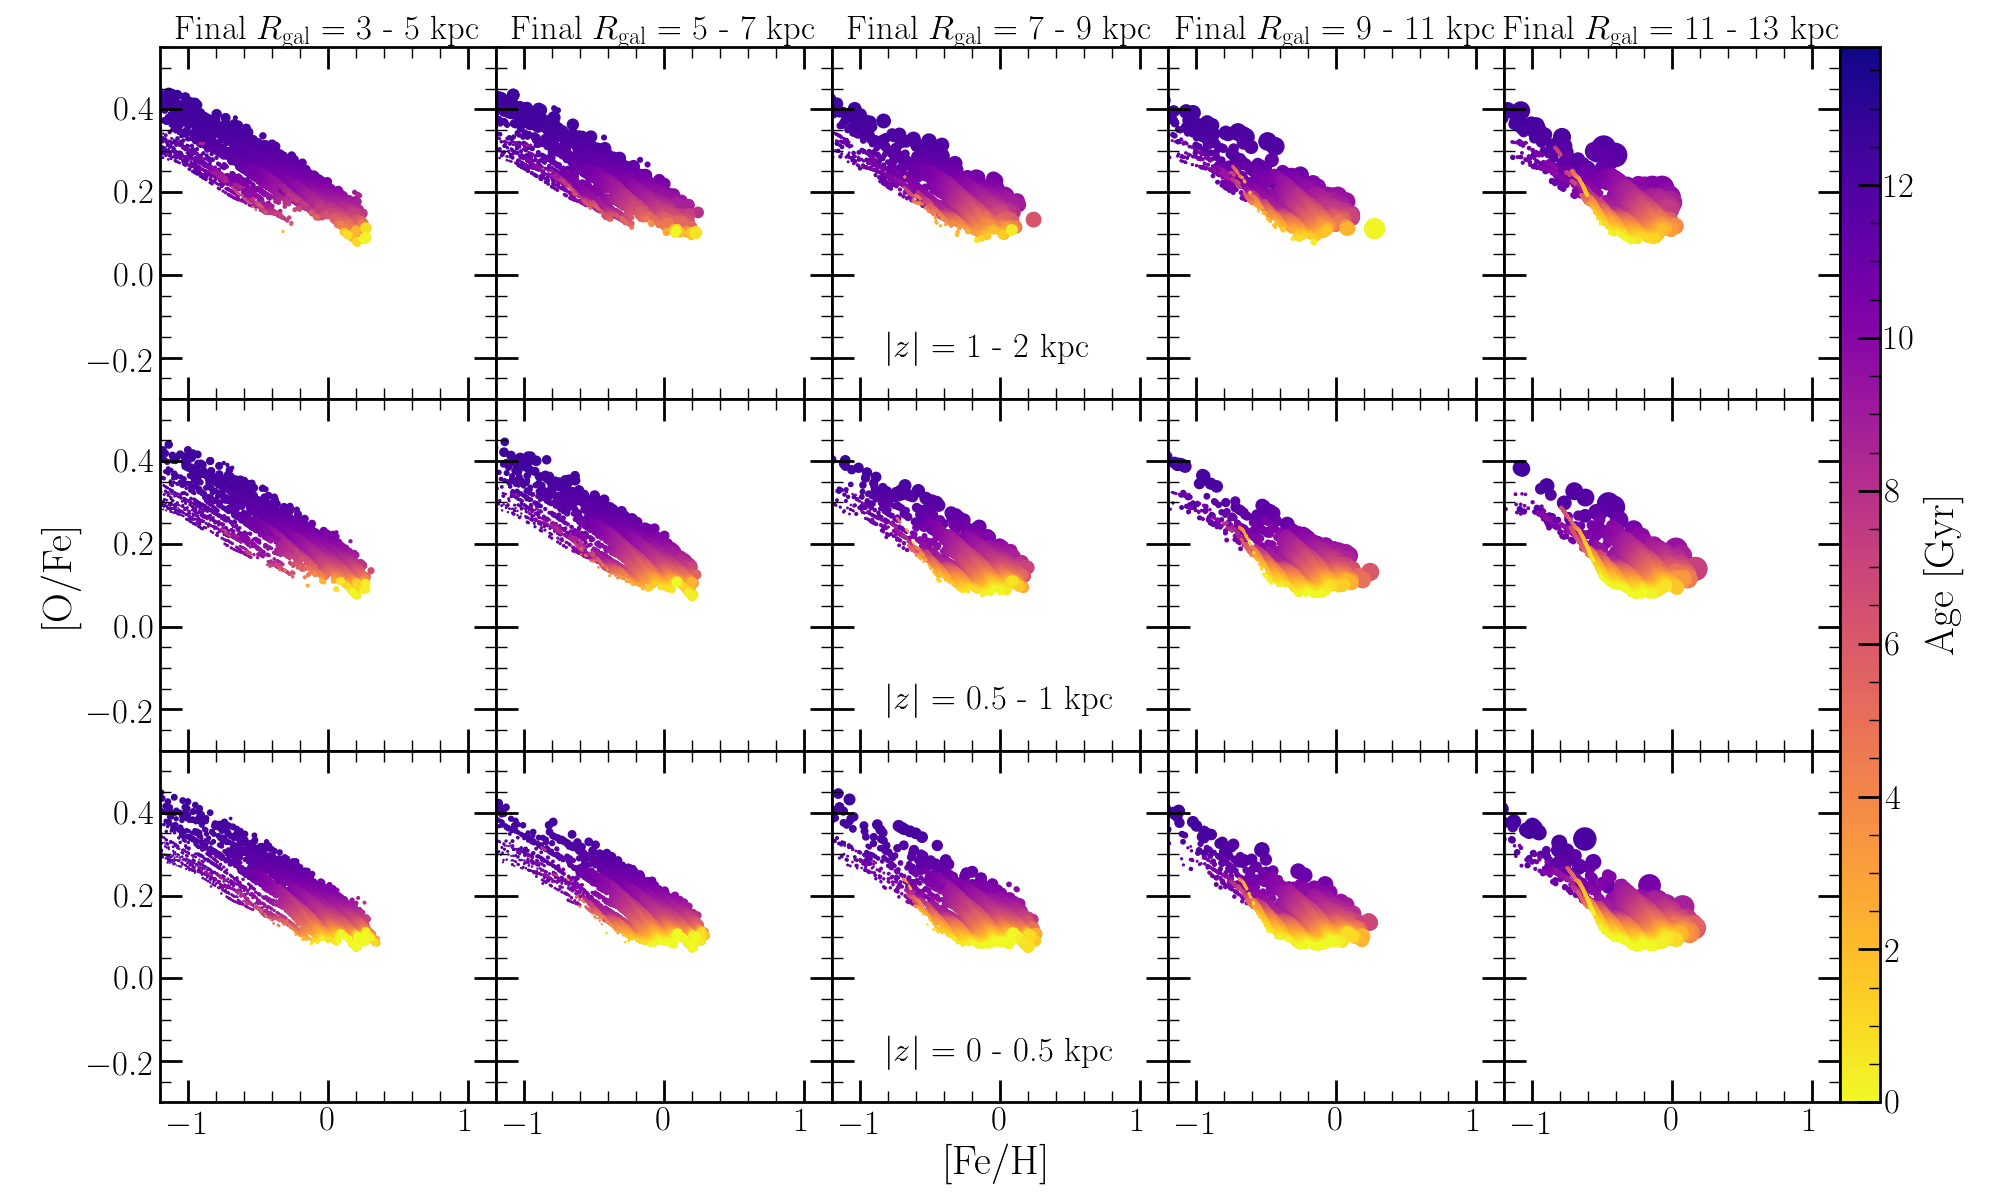 Final R_gal = 3 - 5 kpc
Final R_gal = 5 - 7 kpc
Final R_gal = 7 - 9 kpc
Final R_gal = 9 - 11 kpc
Final R_gal = 11 - 13 kpc
0.4
0.2
0.0
−0.2
|z| = 1 - 2 kpc
0.4
0.2
0.0
−0.2
|z| = 0.5 - 1 kpc
0.4
0.2
0.0
−0.2
|z| = 0 - 0.5 kpc
[O/Fe]
−1 0 1
−1 0 1
−1 0 1
−1 0 1
−1 0 1
[Fe/H]
12
10
8
6
4
2
0
Age [Gyr]